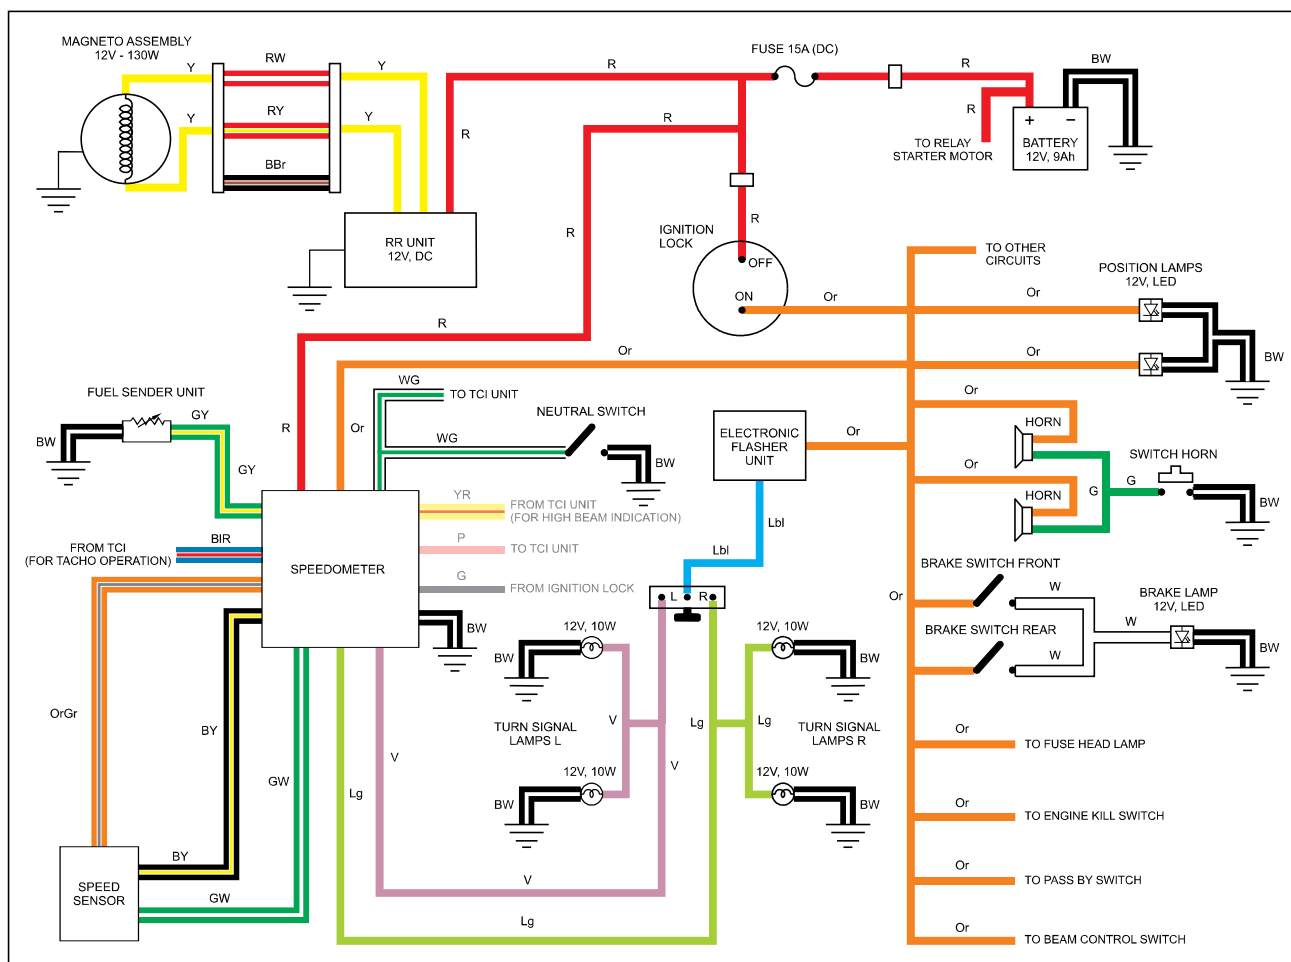 MAGNETO ASSEMBLY
12V - 130W
Y
RW
Y
RY
Y
Y
BBr
RR UNIT
12V, DC
R
R
R
R
R
FUSE 15A (DC)
R
BW
R
TO RELAY
STARTER MOTOR
+ −
BATTERY
12V, 9Ah
R
IGNITION
LOCK
OFF
ON
Or
TO OTHER
CIRCUITS
POSITION LAMPS
12V, LED
Or
Or
BW
Or
FUEL SENDER UNIT
GY
BW
GY
R
Or
WG
TO TCI UNIT
WG
NEUTRAL SWITCH
BW
ELECTRONIC
FLASHER
UNIT
Or
Lbl
Lbl
Or
HORN
Or
HORN
G
G
SWITCH HORN
BW
YR
FROM TCI UNIT
(FOR HIGH BEAM INDICATION)
P
TO TCI UNIT
G
FROM IGNITION LOCK
BIR
FROM TCI
(FOR TACHO OPERATION)
SPEEDOMETER
BW
L R
BRAKE SWITCH FRONT
Or
W
BRAKE SWITCH REAR
W
W
BRAKE LAMP
12V, LED
BW
12V, 10W
BW
12V, 10W
BW
TURN SIGNAL
LAMPS L
V
Lg
Lg
TURN SIGNAL
LAMPS R
12V, 10W
BW
V
12V, 10W
BW
OrGr
BY
GW
Lg
V
BY
GW
SPEED
SENSOR
V
Lg
Or
TO FUSE HEAD LAMP
Or
TO ENGINE KILL SWITCH
Or
TO PASS BY SWITCH
Or
TO BEAM CONTROL SWITCH